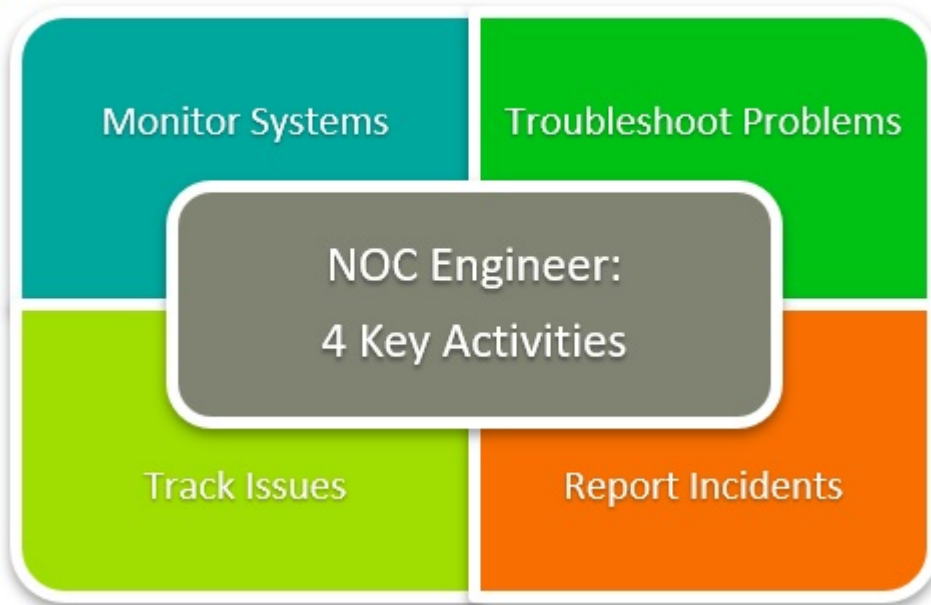 Monitor Systems
Troubleshoot Problems
NOC Engineer:
4 Key Activities
Track Issues
Report Incidents